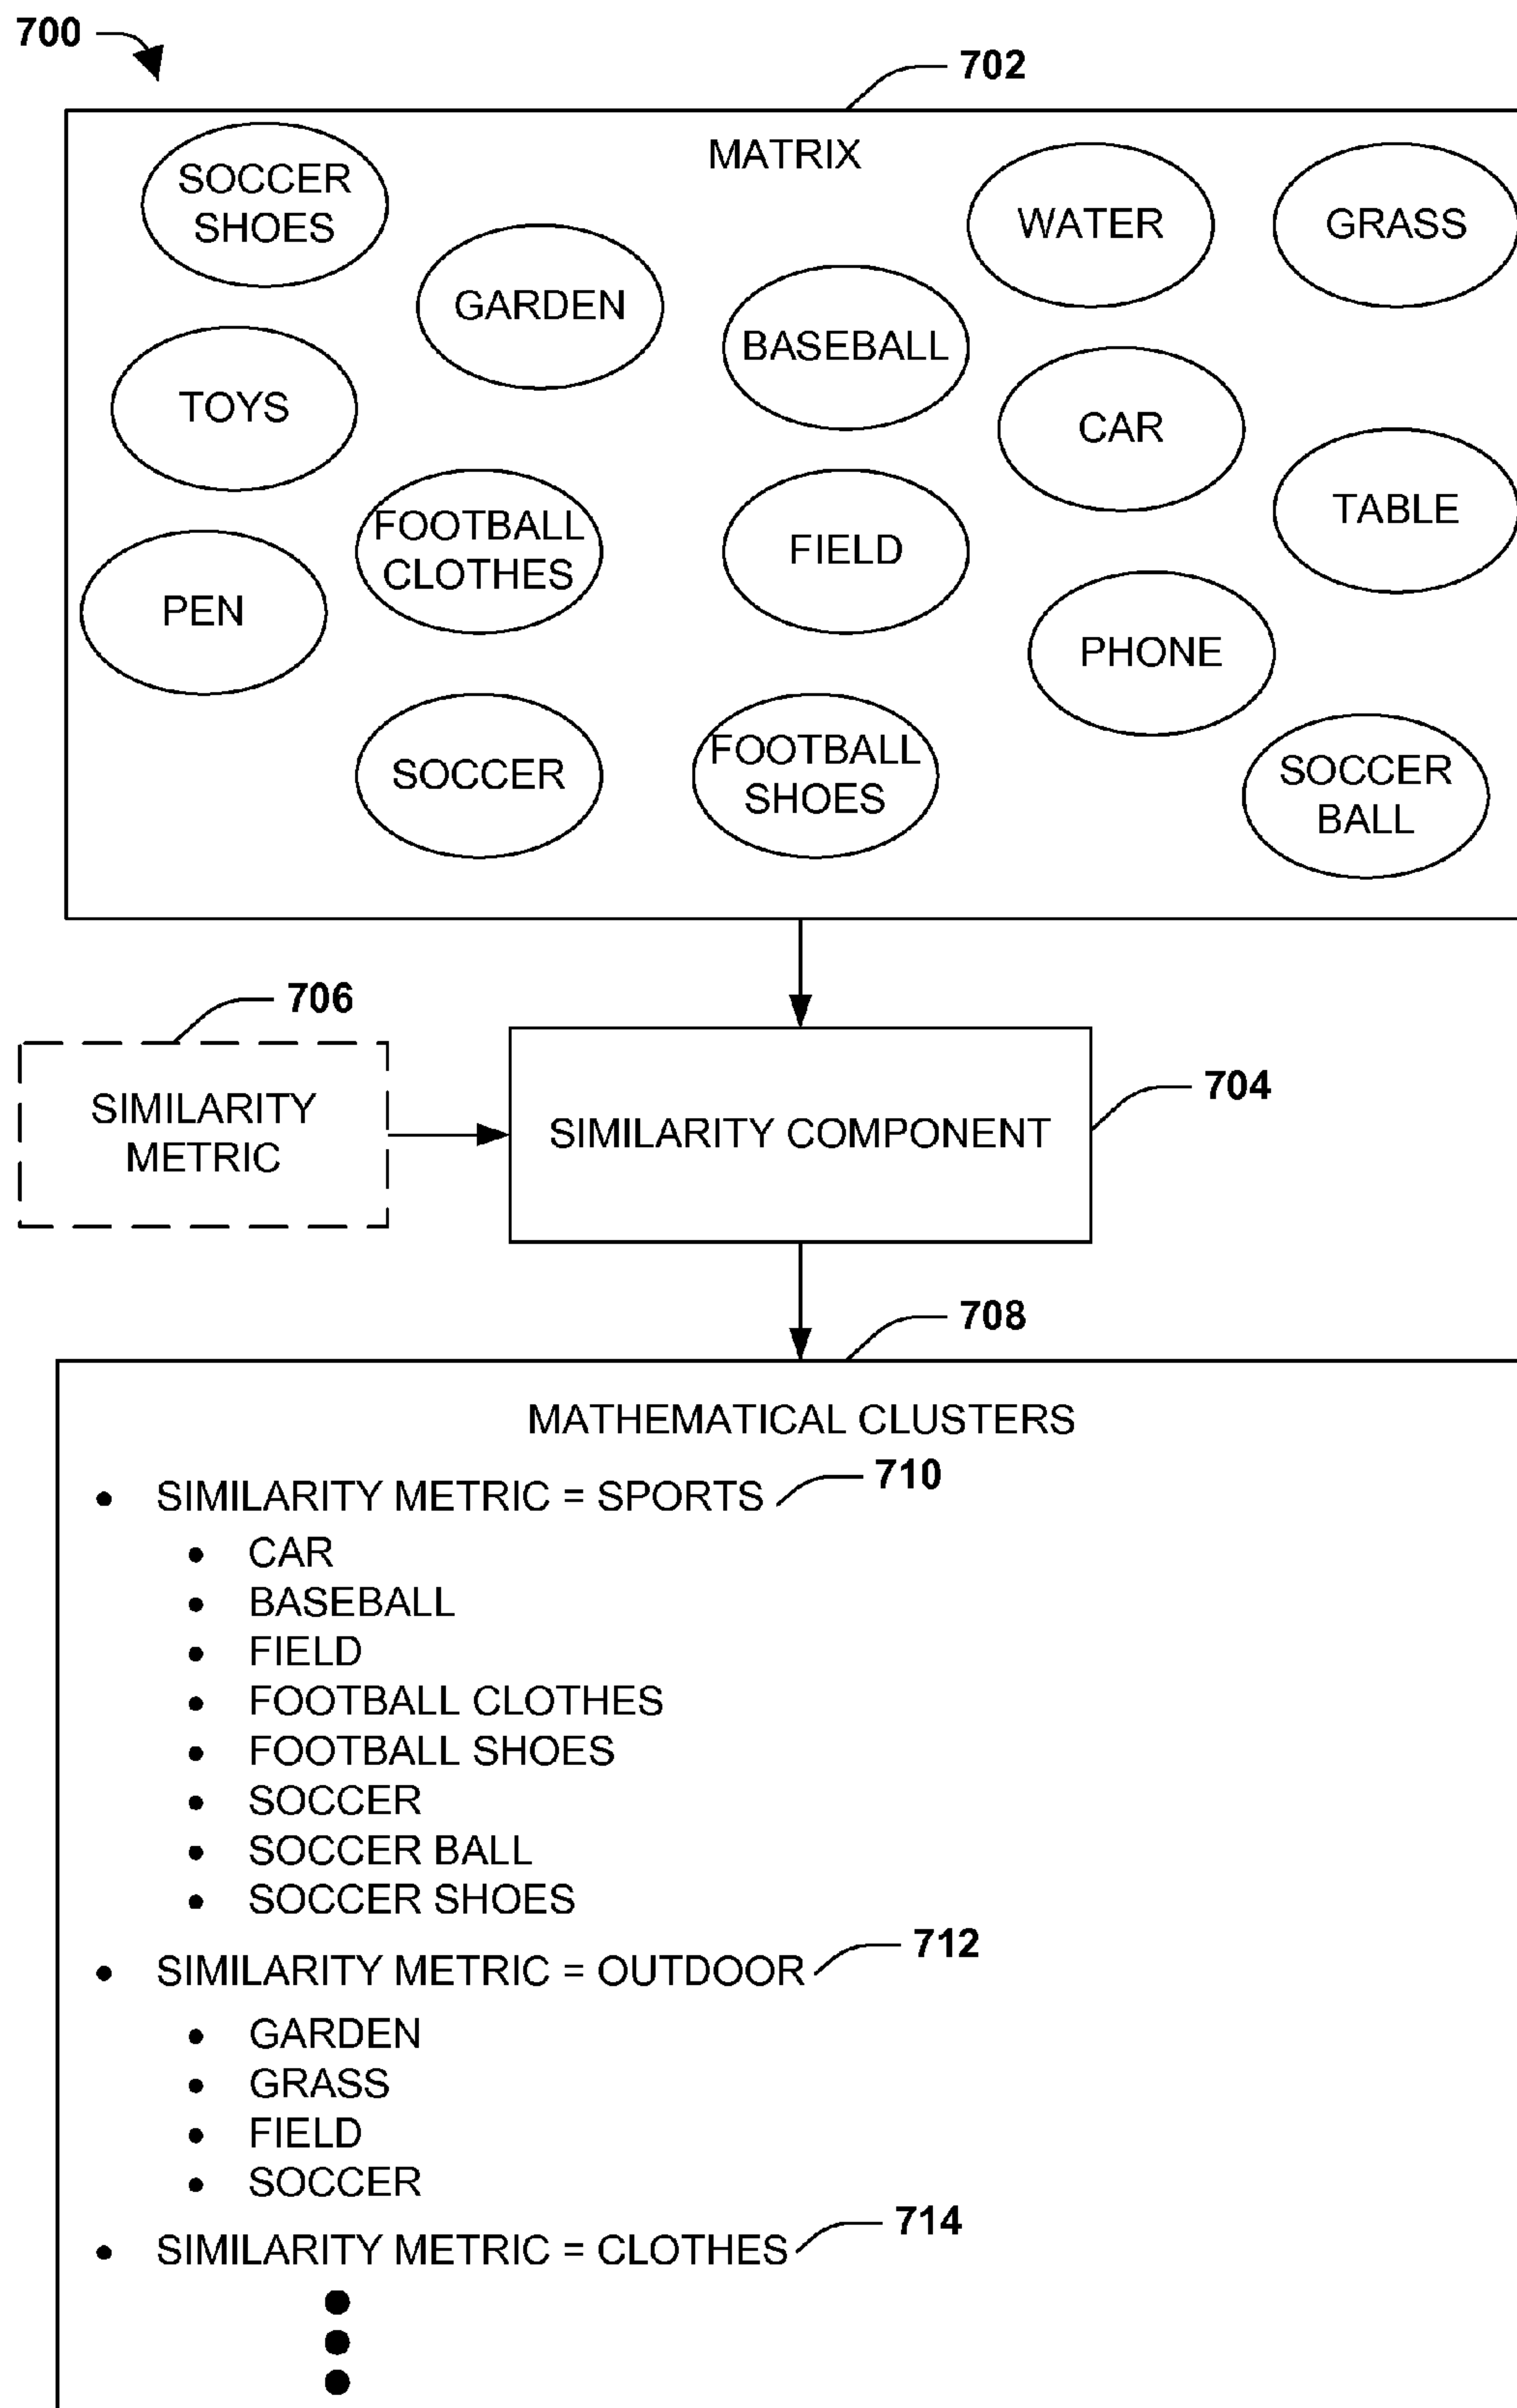 700
702
MATRIX
SOCCER
SHOES
WATER
GRASS
GARDEN
BASEBALL
TOYS
CAR
FOOTBALL
CLOTHES
FIELD
TABLE
PEN
PHONE
SOCCER
FOOTBALL
SHOES
SOCCER
BALL
706
SIMILARITY
METRIC
704
SIMILARITY COMPONENT
708
MATHEMATICAL CLUSTERS
• SIMILARITY METRIC = SPORTS 710
• CAR
• BASEBALL
• FIELD
• FOOTBALL CLOTHES
• FOOTBALL SHOES
• SOCCER
• SOCCER BALL
• SOCCER SHOES
• SIMILARITY METRIC = OUTDOOR 712
• GARDEN
• GRASS
• FIELD
• SOCCER
• SIMILARITY METRIC = CLOTHES 714